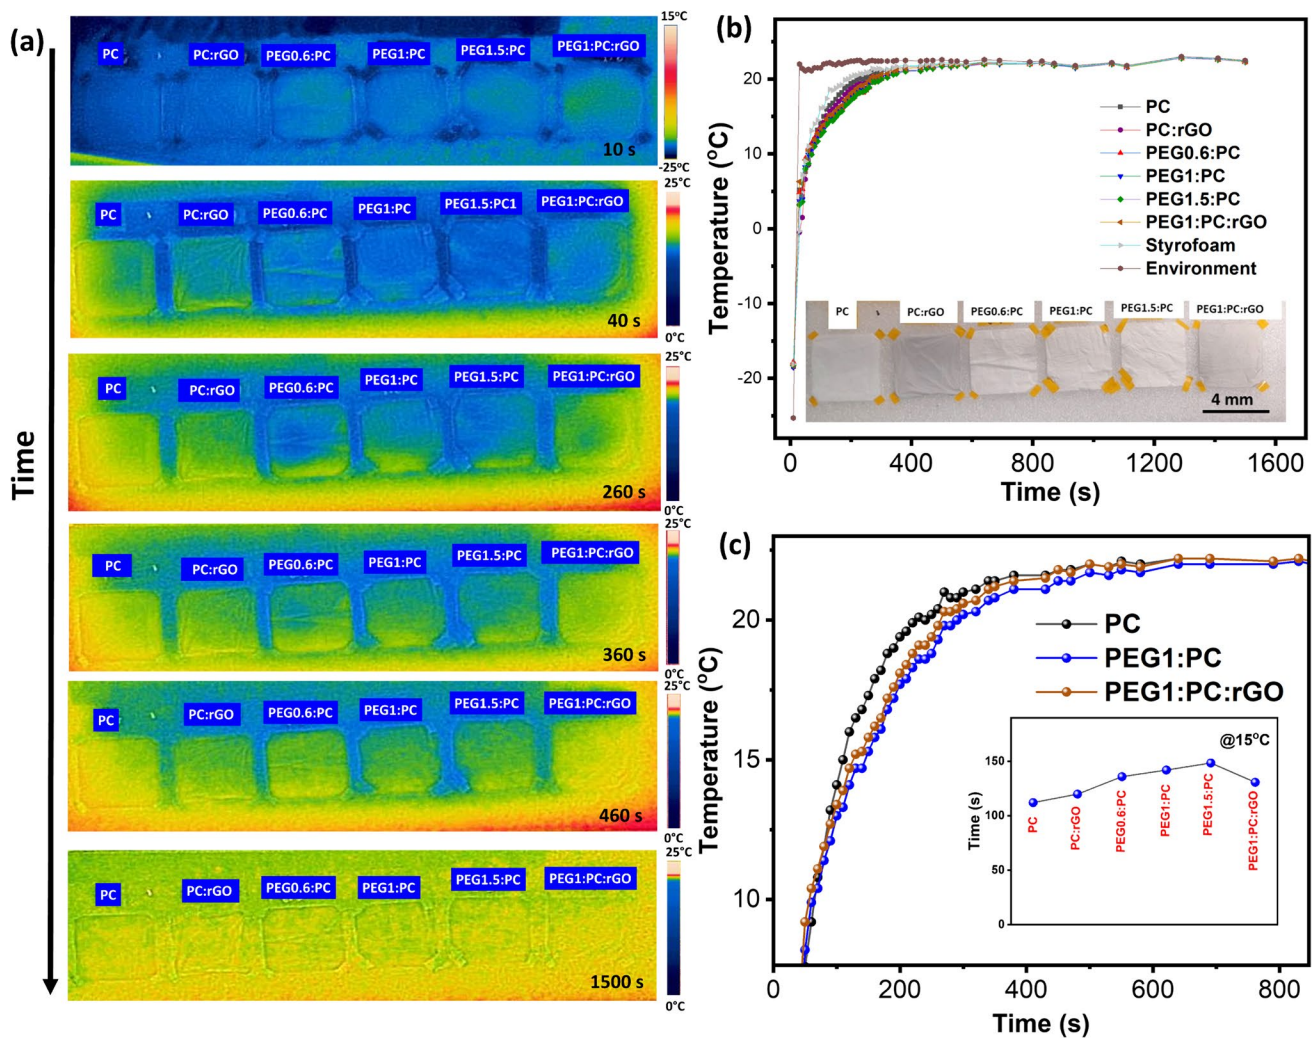 (a)
Time
15°C
PC
PC:rGO
PEG0.6:PC
PEG1:PC
PEG1.5:PC
PEG1:PC:rGO
10 s
-25°C
25°C
PC
PC:rGO
PEG0.6:PC
PEG1:PC
PEG1.5:PC1
PEG1:PC:rGO
40 s
0°C
25°C
PC
PC:rGO
PEG0.6:PC
PEG1:PC
PEG1.5:PC
PEG1:PC:rGO
260 s
0°C
25°C
PC
PC:rGO
PEG0.6:PC
PEG1:PC
PEG1.5:PC
PEG1:PC:rGO
360 s
0°C
25°C
PC
PC:rGO
PEG0.6:PC
PEG1:PC
PEG1.5:PC
PEG1:PC:rGO
460 s
0°C
25°C
PC
PC:rGO
PEG0.6:PC
PEG1:PC
PEG1.5:PC
PEG1:PC:rGO
1500 s
0°C
(b)
Temperature (°C)
20
10
0
-10
-20
PC
PC:rGO
PEG0.6:PC
PEG1:PC
PEG1.5:PC
PEG1:PC:rGO
Styrofoam
Environment
PC
PC:rGO
PEG0.6:PC
PEG1:PC
PEG1.5:PC
PEG1:PC:rGO
4 mm
0
400
800
1200
1600
Time (s)
(c)
Temperature (°C)
20
15
10
PC
PEG1:PC
PEG1:PC:rGO
@15°C
Time (s)
150
100
50
0
PC
PC:rGO
PEG0.6:PC
PEG1:PC
PEG1.5:PC
PEG1:PC:rGO
0
200
400
600
800
Time (s)